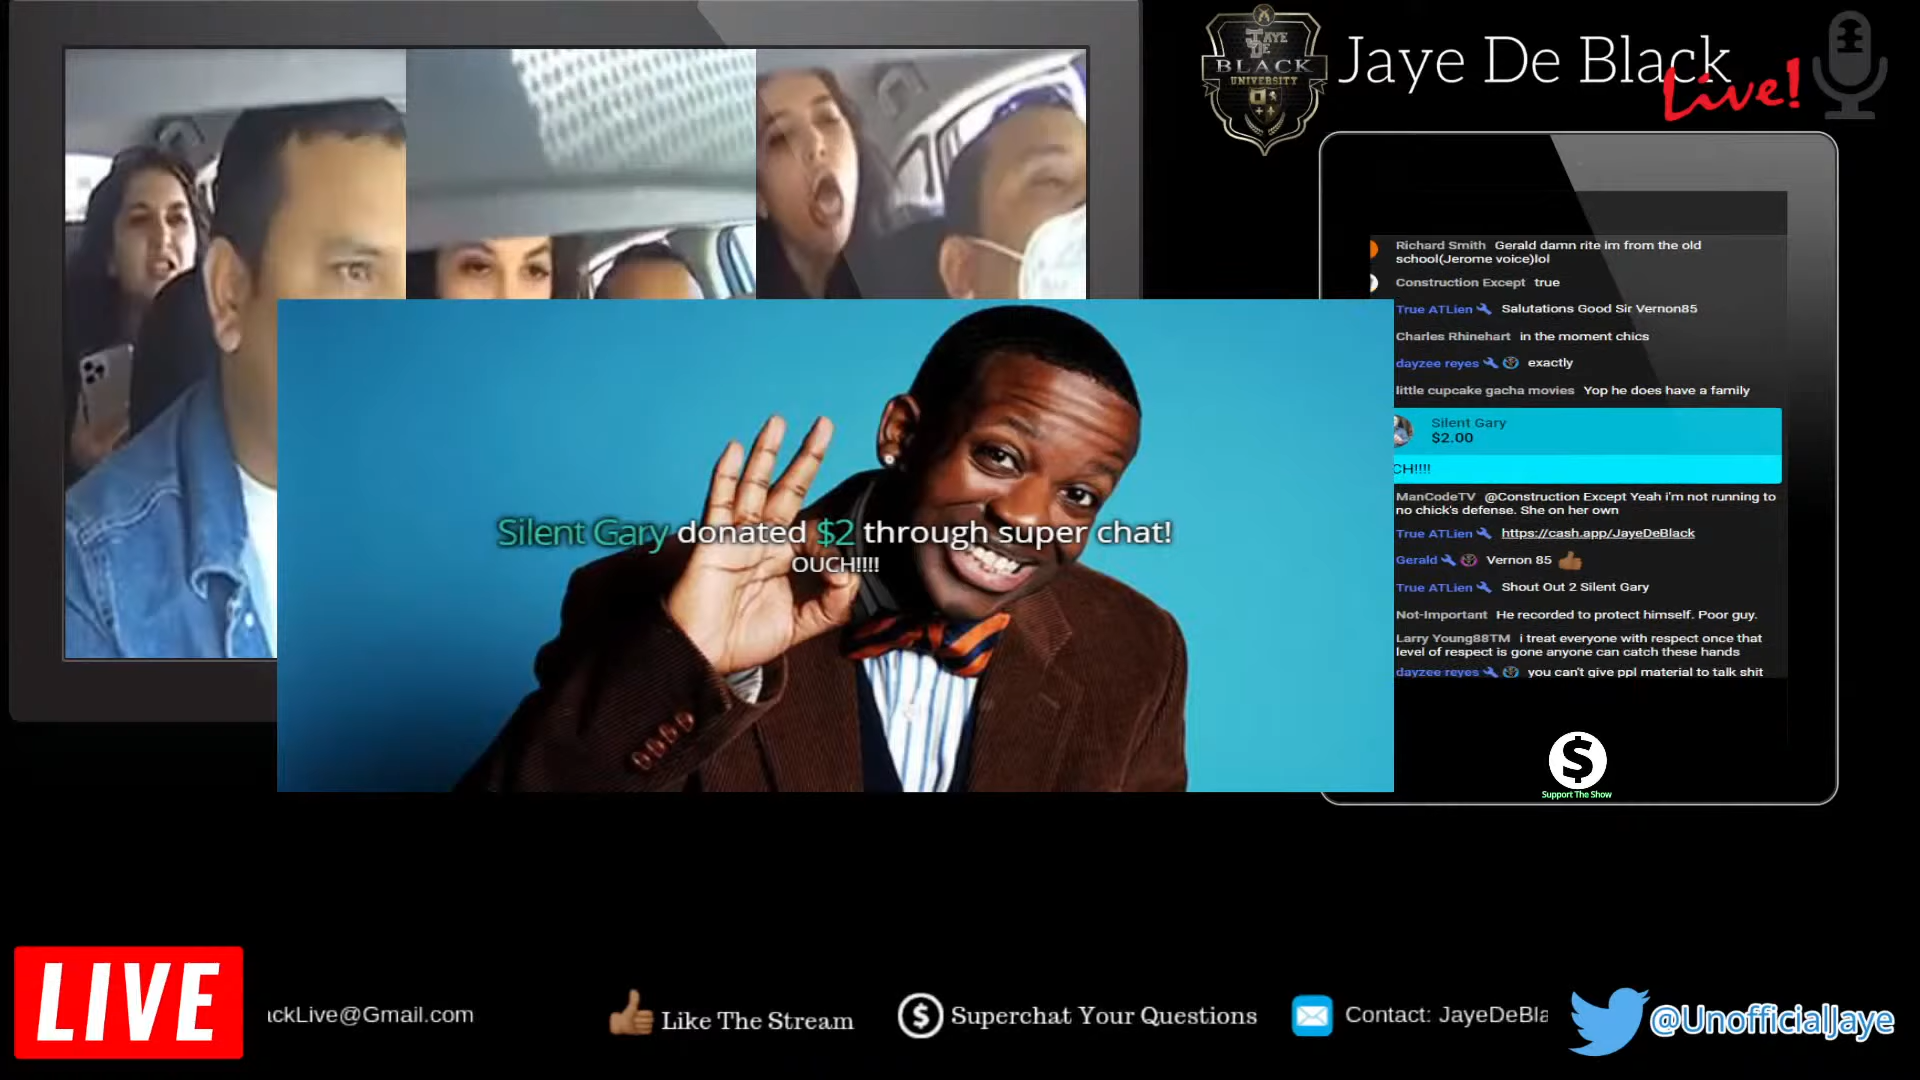 JAYE
DE
BLACK
UNIVERSITY
Jaye De Black
Live!
Richard Smith Gerald damn rite im from the old
school(Jerome voice)lol
Construction Except true
True ATLien Salutations Good Sir Vernon85
Charles Rhinehart in the moment chics
dayzee reyes exactly
little cupcake gacha movies Yop he does have a family
Silent Gary
$2.00
CH!!!!
ManCodeTV @Construction Except Yeah i'm not running to
no chick's defense. She on her own
True ATLien https://cash.app/JayeDeBlack
Gerald Vernon 85
True ATLien Shout Out 2 Silent Gary
Not-Important He recorded to protect himself. Poor guy.
Larry Young88TM i treat everyone with respect once that
level of respect is gone anyone can catch these hands
dayzee reyes you can't give ppl material to talk shit
$
Support The Show
Silent Gary donated $2 through super chat!
OUCH!!!!
LIVE
ackLive@Gmail.com
Like The Stream
$ Superchat Your Questions
Contact: JayeDeBla
@UnofficialJaye